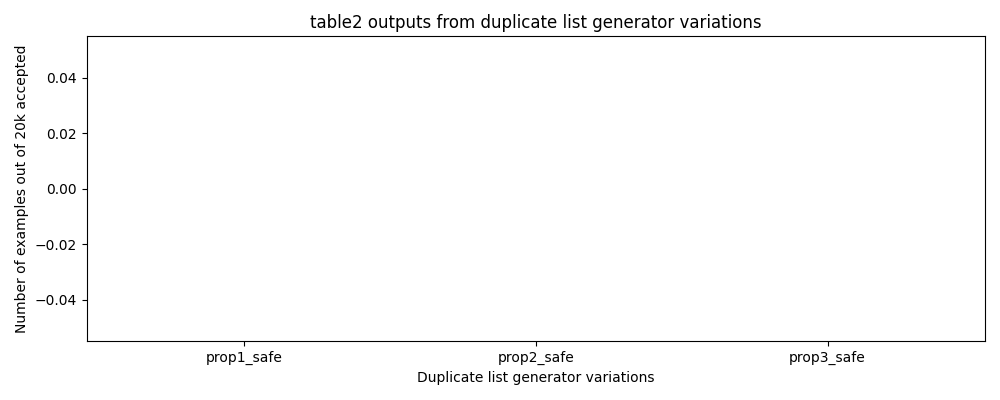 table2 outputs from duplicate list generator variations
Number of examples out of 20k accepted
0.04
0.02
0.00
−0.02
−0.04
prop1_safe prop2_safe prop3_safe
Duplicate list generator variations